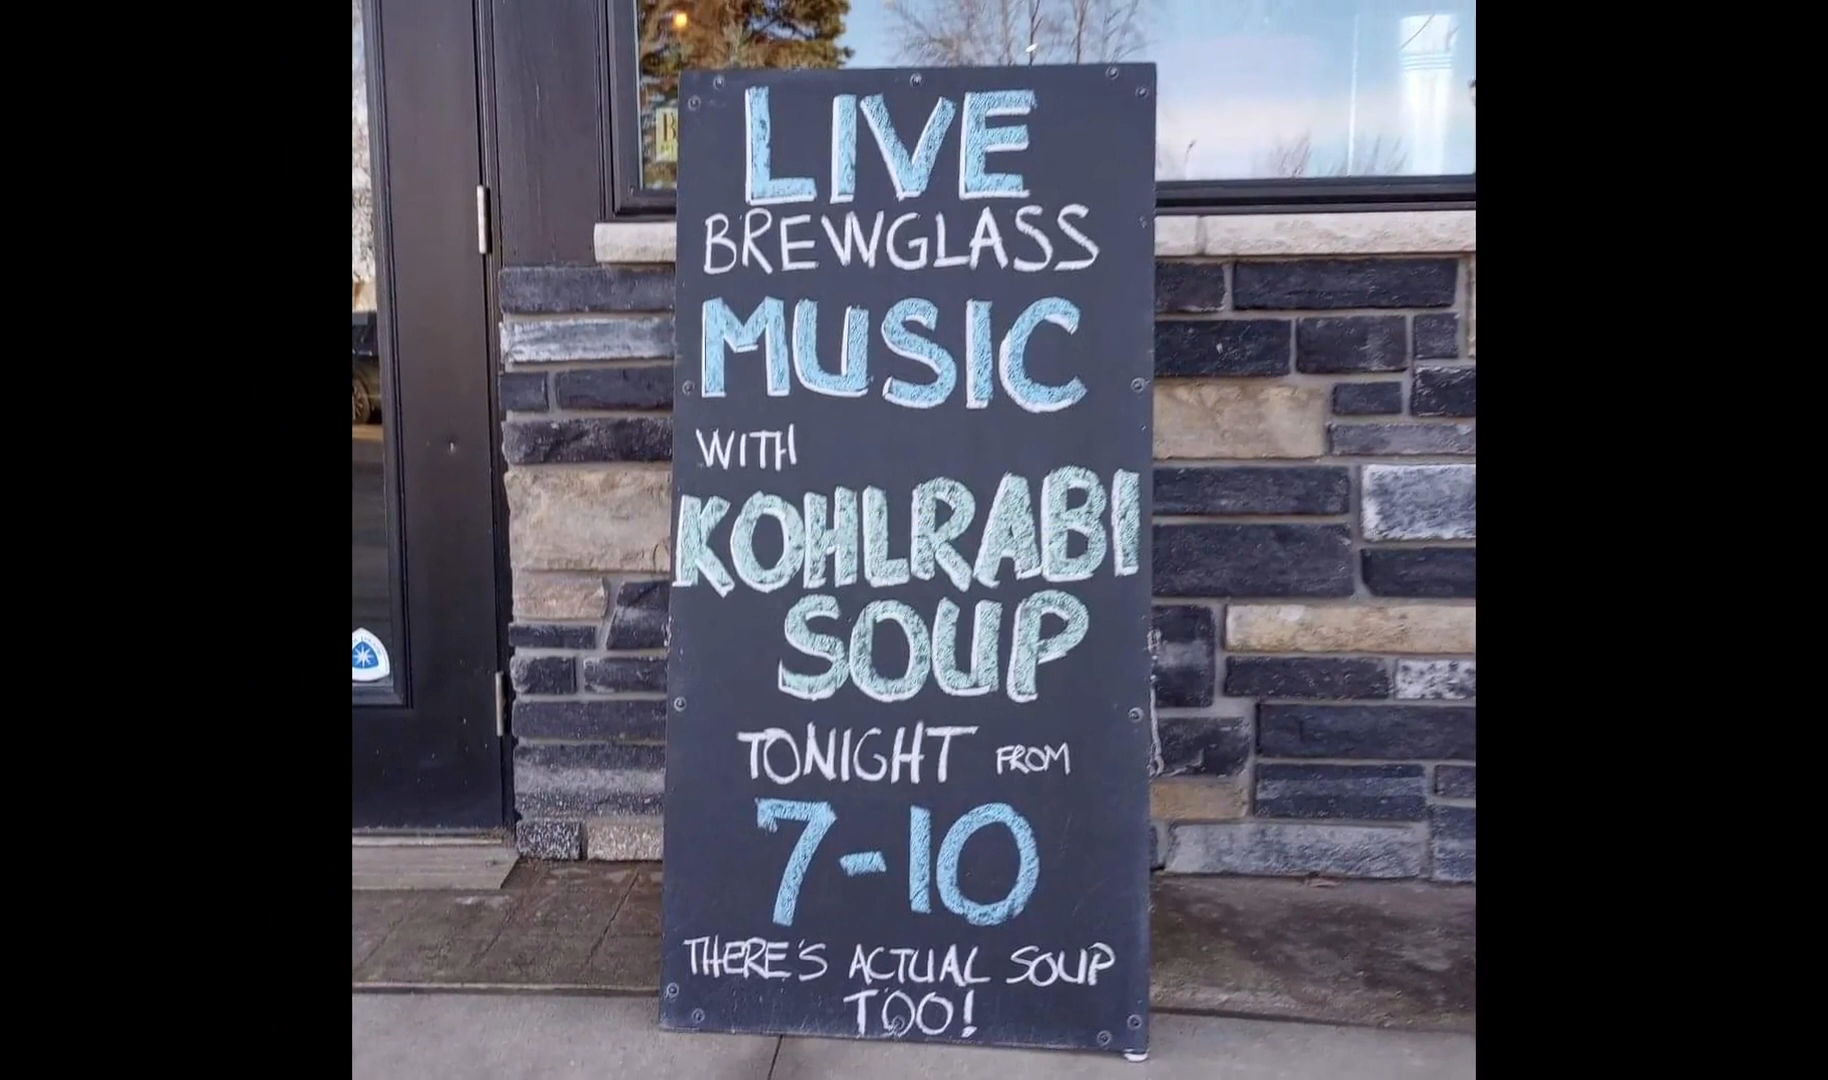 LIVE
BREWGLASS
MUSIC
WITH
KOHLRABI
SOUP
TONIGHT FROM
7-10
THERE'S ACTUAL SOUP
TOO!